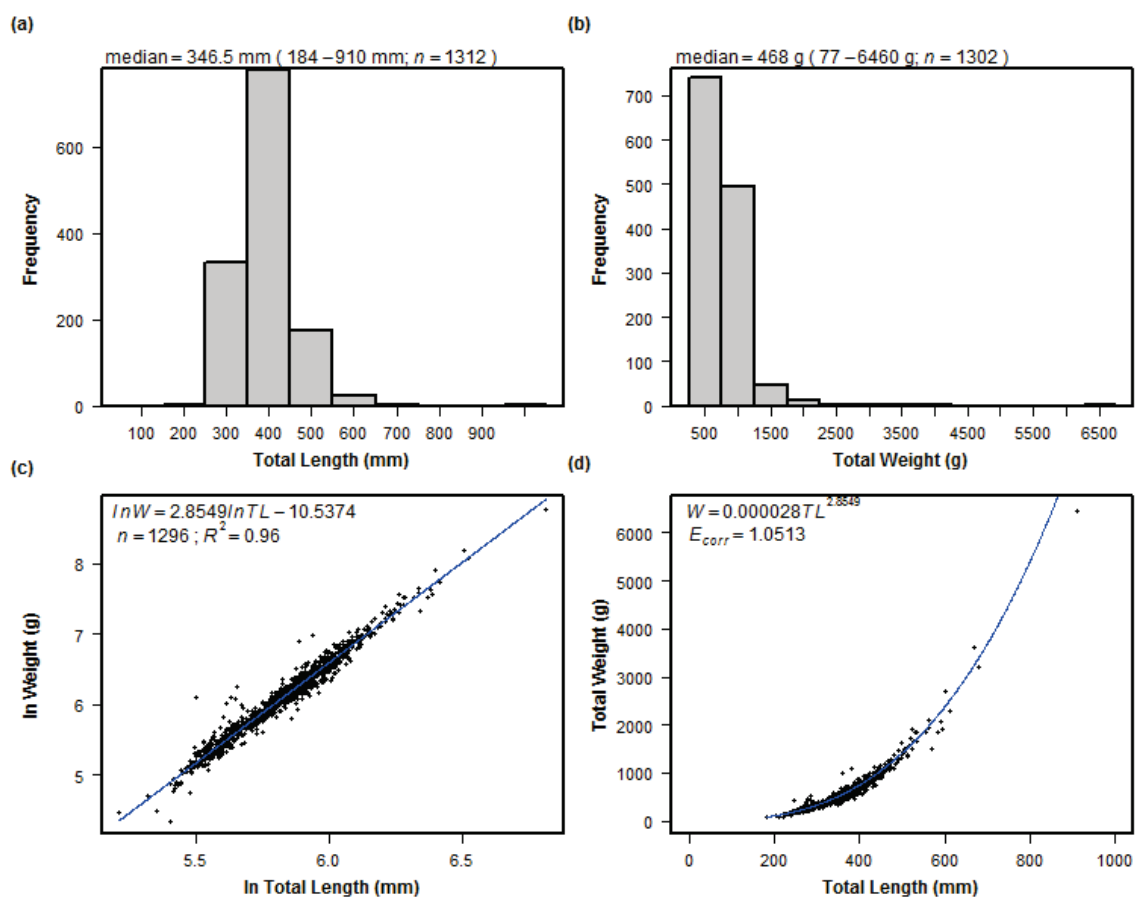 (a)
median = 346.5 mm ( 184 – 910 mm; n = 1312 )
Frequency
600
400
200
0
100 200 300 400 500 600 700 800 900
Total Length (mm)
(b)
median = 468 g ( 77 – 6460 g; n = 1302 )
Frequency
700
600
500
400
300
200
100
0
500 1500 2500 3500 4500 5500 6500
Total Weight (g)
(c)
lnW = 2.8549lnTL – 10.5374
n = 1296 ; R² = 0.96
ln Weight (g)
8
7
6
5
5.5 6.0 6.5
ln Total Length (mm)
(d)
W = 0.000028TL^2.8549
E_corr = 1.0513
Total Weight (g)
6000
5000
4000
3000
2000
1000
0
0 200 400 600 800 1000
Total Length (mm)